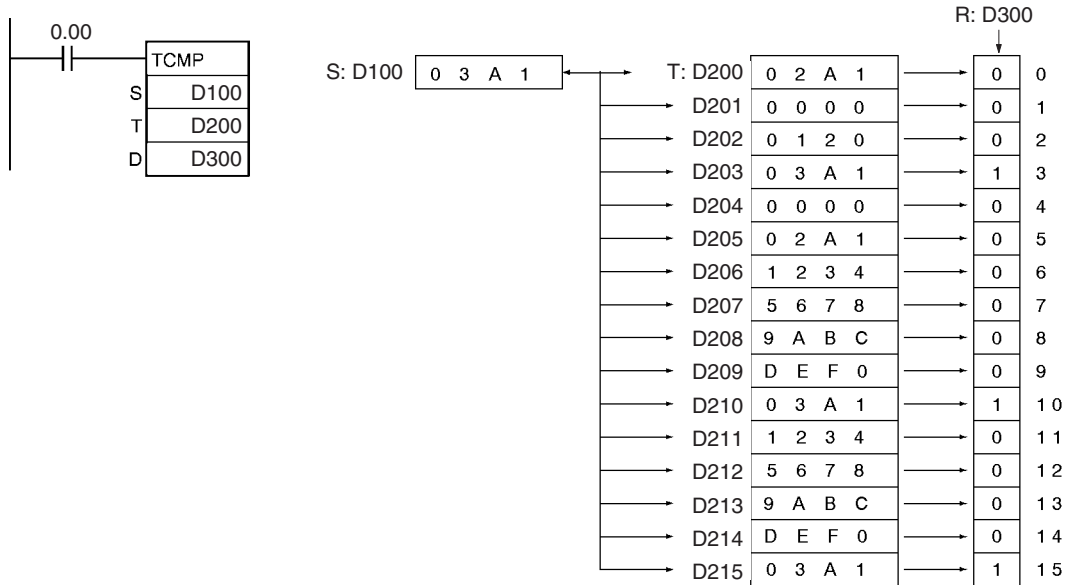 0.00
TCMP
S D100
T D200
D D300
R: D300
S: D100 0 3 A 1 T: D200 0 2 A 1 0 0
D201 0 0 0 0 0 1
D202 0 1 2 0 0 2
D203 0 3 A 1 1 3
D204 0 0 0 0 0 4
D205 0 2 A 1 0 5
D206 1 2 3 4 0 6
D207 5 6 7 8 0 7
D208 9 A B C 0 8
D209 D E F 0 0 9
D210 0 3 A 1 1 10
D211 1 2 3 4 0 11
D212 5 6 7 8 0 12
D213 9 A B C 0 13
D214 D E F 0 0 14
D215 0 3 A 1 1 15